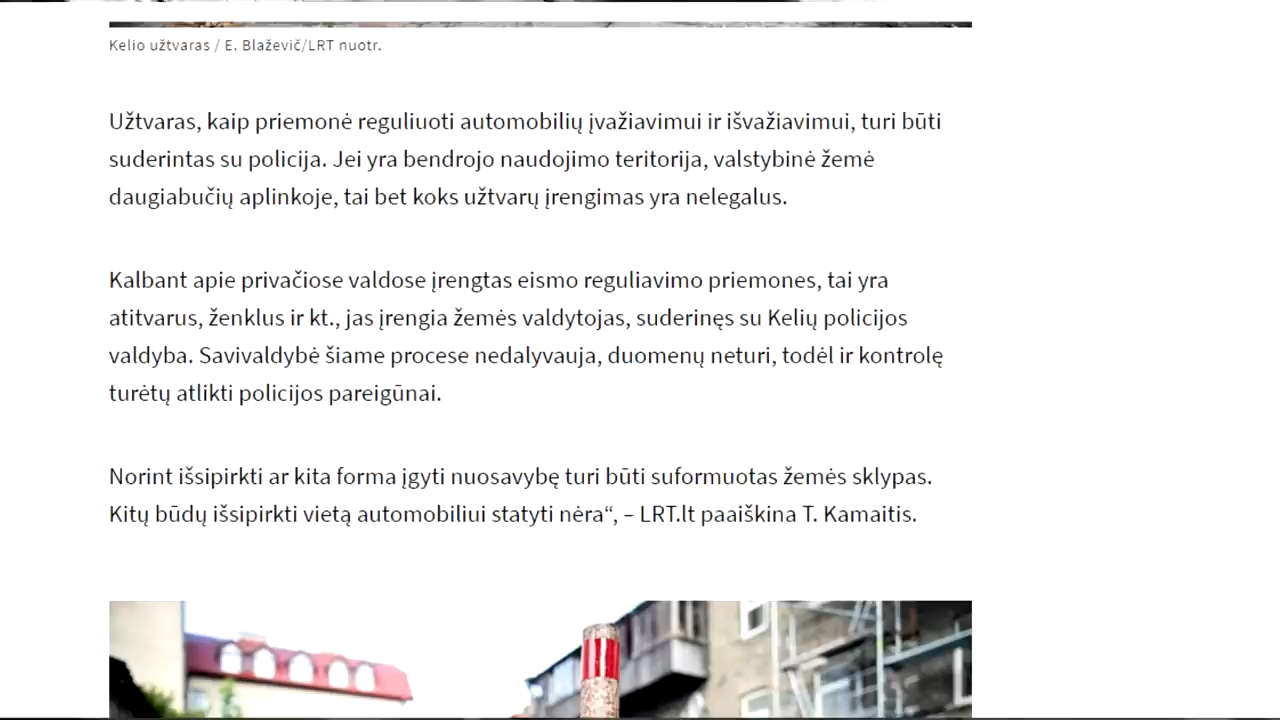 Kelio užtvaras / E. Blaževič/LRT nuotr.
Užtvaras, kaip priemonė reguliuoti automobilių įvažiavimui ir išvažiavimui, turi būti
suderintas su policija. Jei yra bendrojo naudojimo teritorija, valstybinė žemė
daugiabučių aplinkoje, tai bet koks užtvarų įrengimas yra nelegalus.
Kalbant apie privačiose valdose įrengtas eismo reguliavimo priemones, tai yra
atitvarus, ženklus ir kt., jas įrengia žemės valdytojas, suderinęs su Kelių policijos
valdyba. Savivaldybė šiame procese nedalyvauja, duomenų neturi, todėl ir kontrolę
turėtų atlikti policijos pareigūnai.
Norint išsipirkti ar kita forma įgyti nuosavybę turi būti suformuotas žemės sklypas.
Kitų būdų išsipirkti vietą automobiliui statyti nėra“, – LRT.lt paaiškina T. Kamaitis.